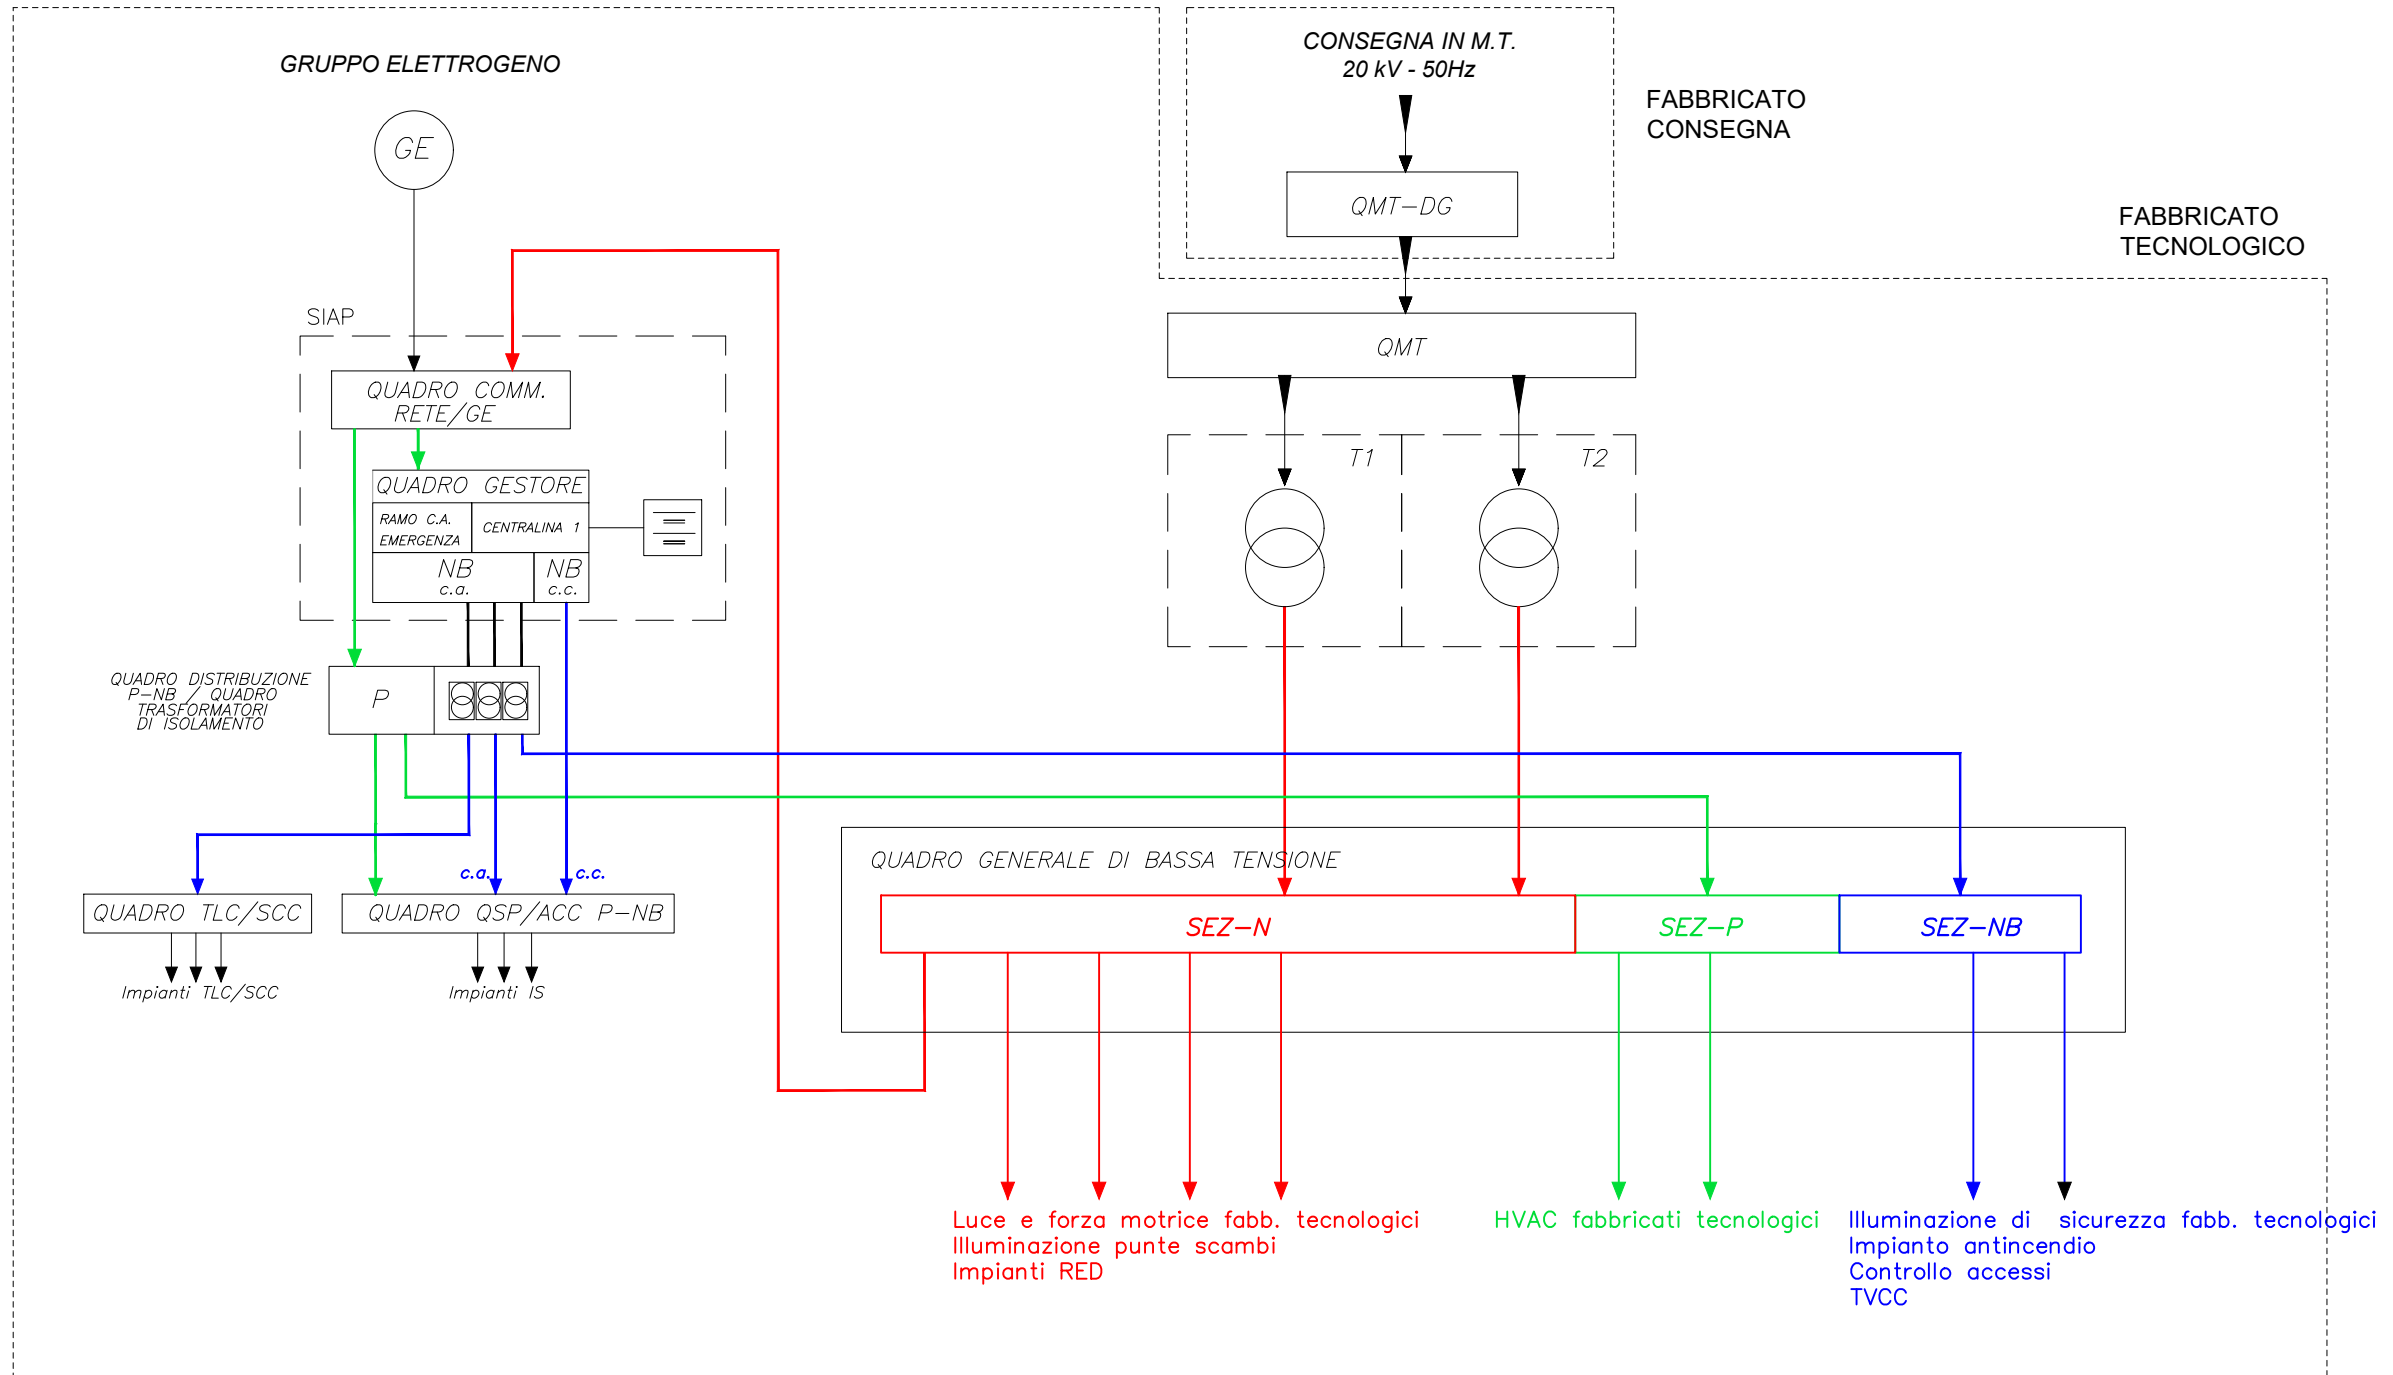 GRUPPO ELETTROGENO
GE
CONSEGNA IN M.T.
20 kV - 50Hz
QMT-DG
FABBRICATO
CONSEGNA
FABBRICATO
TECNOLOGICO
SIAP
QUADRO COMM.
RETE/GE
QUADRO GESTORE
RAMO C.A.
EMERGENZA
CENTRALINA 1
NB
c.a.
NB
c.c.
QMT
T1
T2
QUADRO DISTRIBUZIONE
P-NB / QUADRO
TRASFORMATORI
DI ISOLAMENTO
P
c.a.
c.c.
QUADRO TLC/SCC
QUADRO QSP/ACC P-NB
Impianti TLC/SCC
Impianti IS
QUADRO GENERALE DI BASSA TENSIONE
SEZ-N
SEZ-P
SEZ-NB
Luce e forza motrice fabb. tecnologici
Illuminazione punte scambi
Impianti RED
HVAC fabbricati tecnologici
Illuminazione di sicurezza fabb. tecnologici
Impianto antincendio
Controllo accessi
TVCC